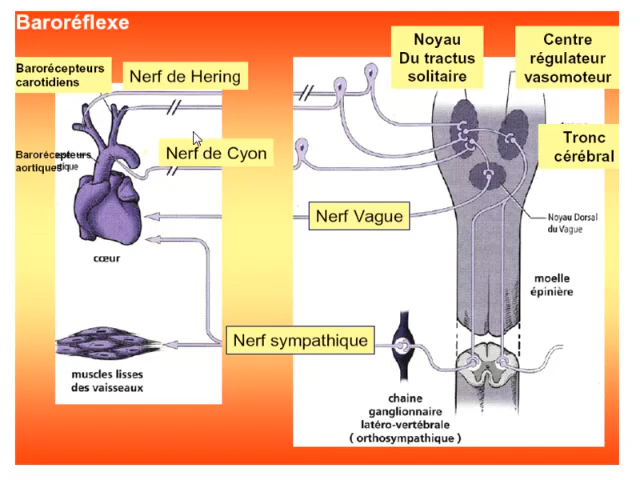 Baroréflexe
Barorécepteurs
carotidiens
Nerf de Hering
Noyau
Du tractus
solitaire
Centre
régulateur
vasomoteur
Tronc
cérébral
Nerf de Cyon
Barorécepteurs
aortiques
Nerf Vague
Noyau Dorsal
du Vague
cœur
moelle
épinière
Nerf sympathique
muscles lisses
des vaisseaux
chaine
ganglionnaire
latéro-vertébrale
( orthosympathique )